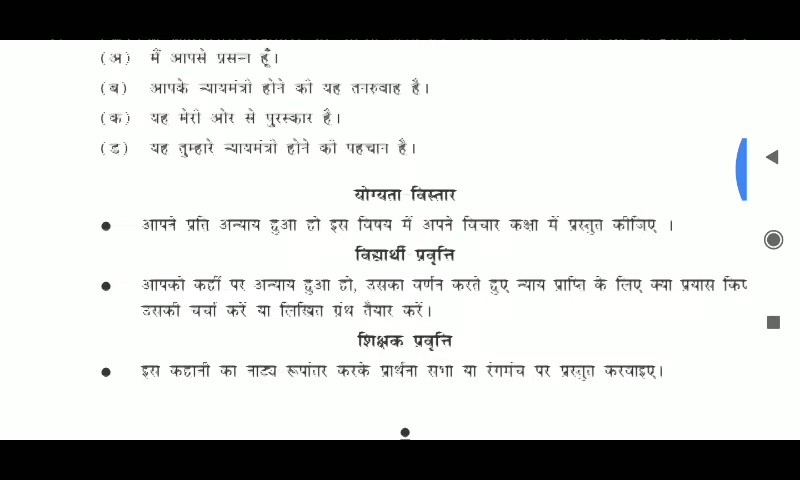 (अ) मैं आपसे प्रसन्न हूँ।
(ब) आपके न्यायमंत्री होने की यह तनख्वाह है।
(क) यह मेरी ओर से पुरस्कार है।
(ड) यह तुम्हारे न्यायमंत्री होने की पहचान है।
योग्यता विस्तार
● आपने प्रति अन्याय हुआ हो इस विषय में अपने विचार कक्षा में प्रस्तुत कीजिए ।
विद्यार्थी प्रवृत्ति
● आपको कहीं पर अन्याय हुआ हो, उसका वर्णन करते हुए न्याय प्राप्ति के लिए क्या प्रयास किए
उसकी चर्चा करें या लिखित ग्रंथ तैयार करें।
शिक्षक प्रवृत्ति
● इस कहानी का नाट्य रूपांतर करके प्रार्थना सभा या रंगमंच पर प्रस्तुत करवाइए।